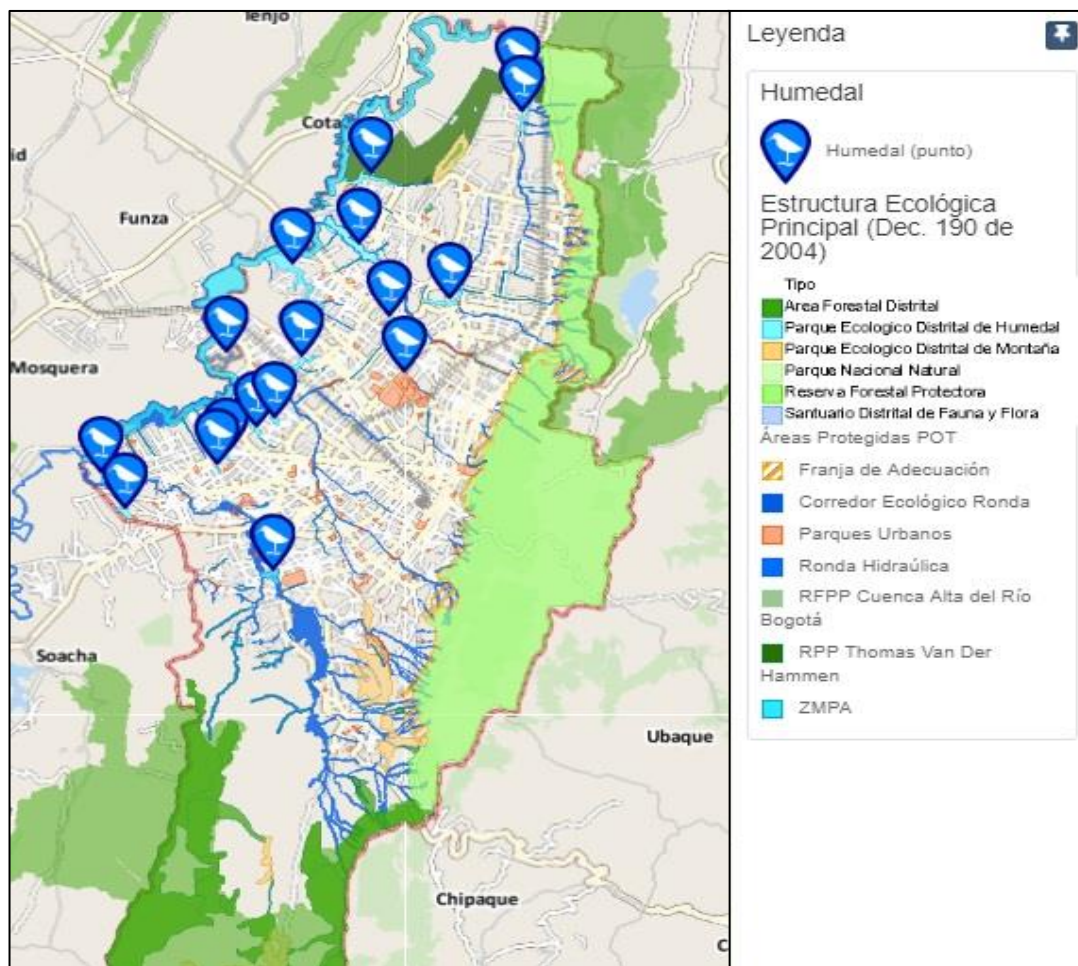 Tenjo
Cota
id
Funza
Mosquera
Soacha
Ubaque
Chipaque
C
Leyenda
Humedal
Humedal (punto)
Estructura Ecológica
Principal (Dec. 190 de
2004)
Tipo
Area Forestal Distrital
Parque Ecologico Distrital de Humedal
Parque Ecologico Distrital de Montaña
Parque Nacional Natural
Reserva Forestal Protectora
Santuario Distrital de Fauna y Flora
Áreas Protegidas POT
Franja de Adecuación
Corredor Ecológico Ronda
Parques Urbanos
Ronda Hidraúlica
RFPP Cuenca Alta del Río
Bogotá
RPP Thomas Van Der
Hammen
ZMPA